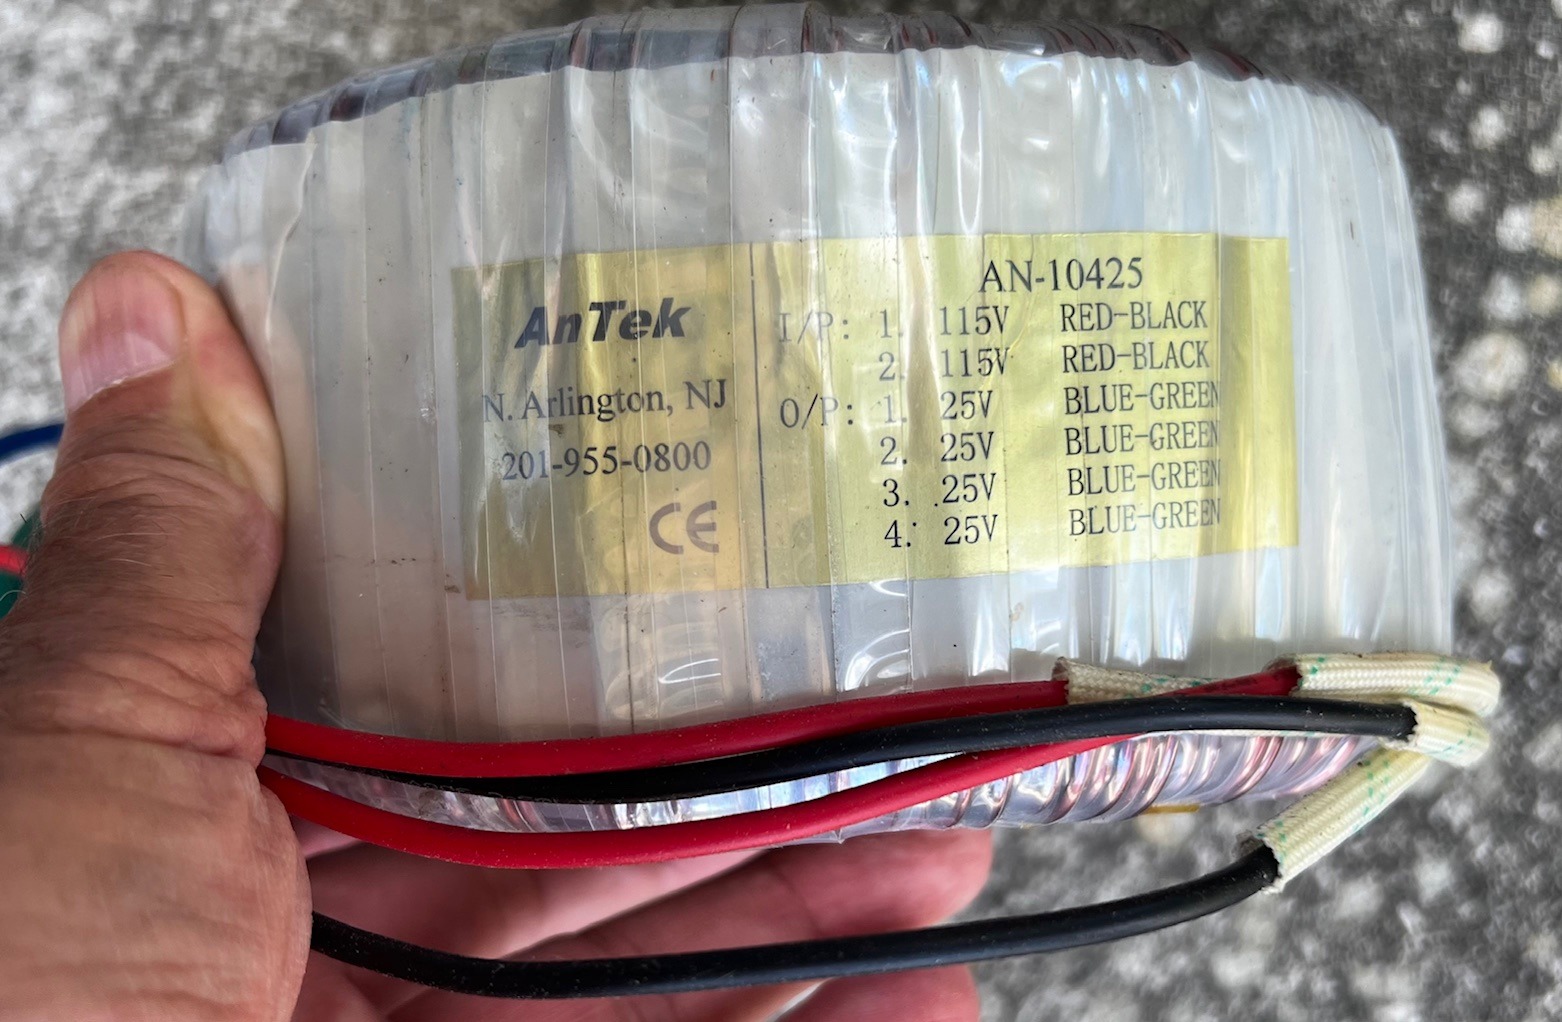 AnTek
N. Arlington, NJ
201-955-0800
CE
AN-10425
I/P: 1. 115V RED-BLACK
2. 115V RED-BLACK
O/P: 1. 25V BLUE-GREEN
2. 25V BLUE-GREEN
3. 25V BLUE-GREEN
4. 25V BLUE-GREEN